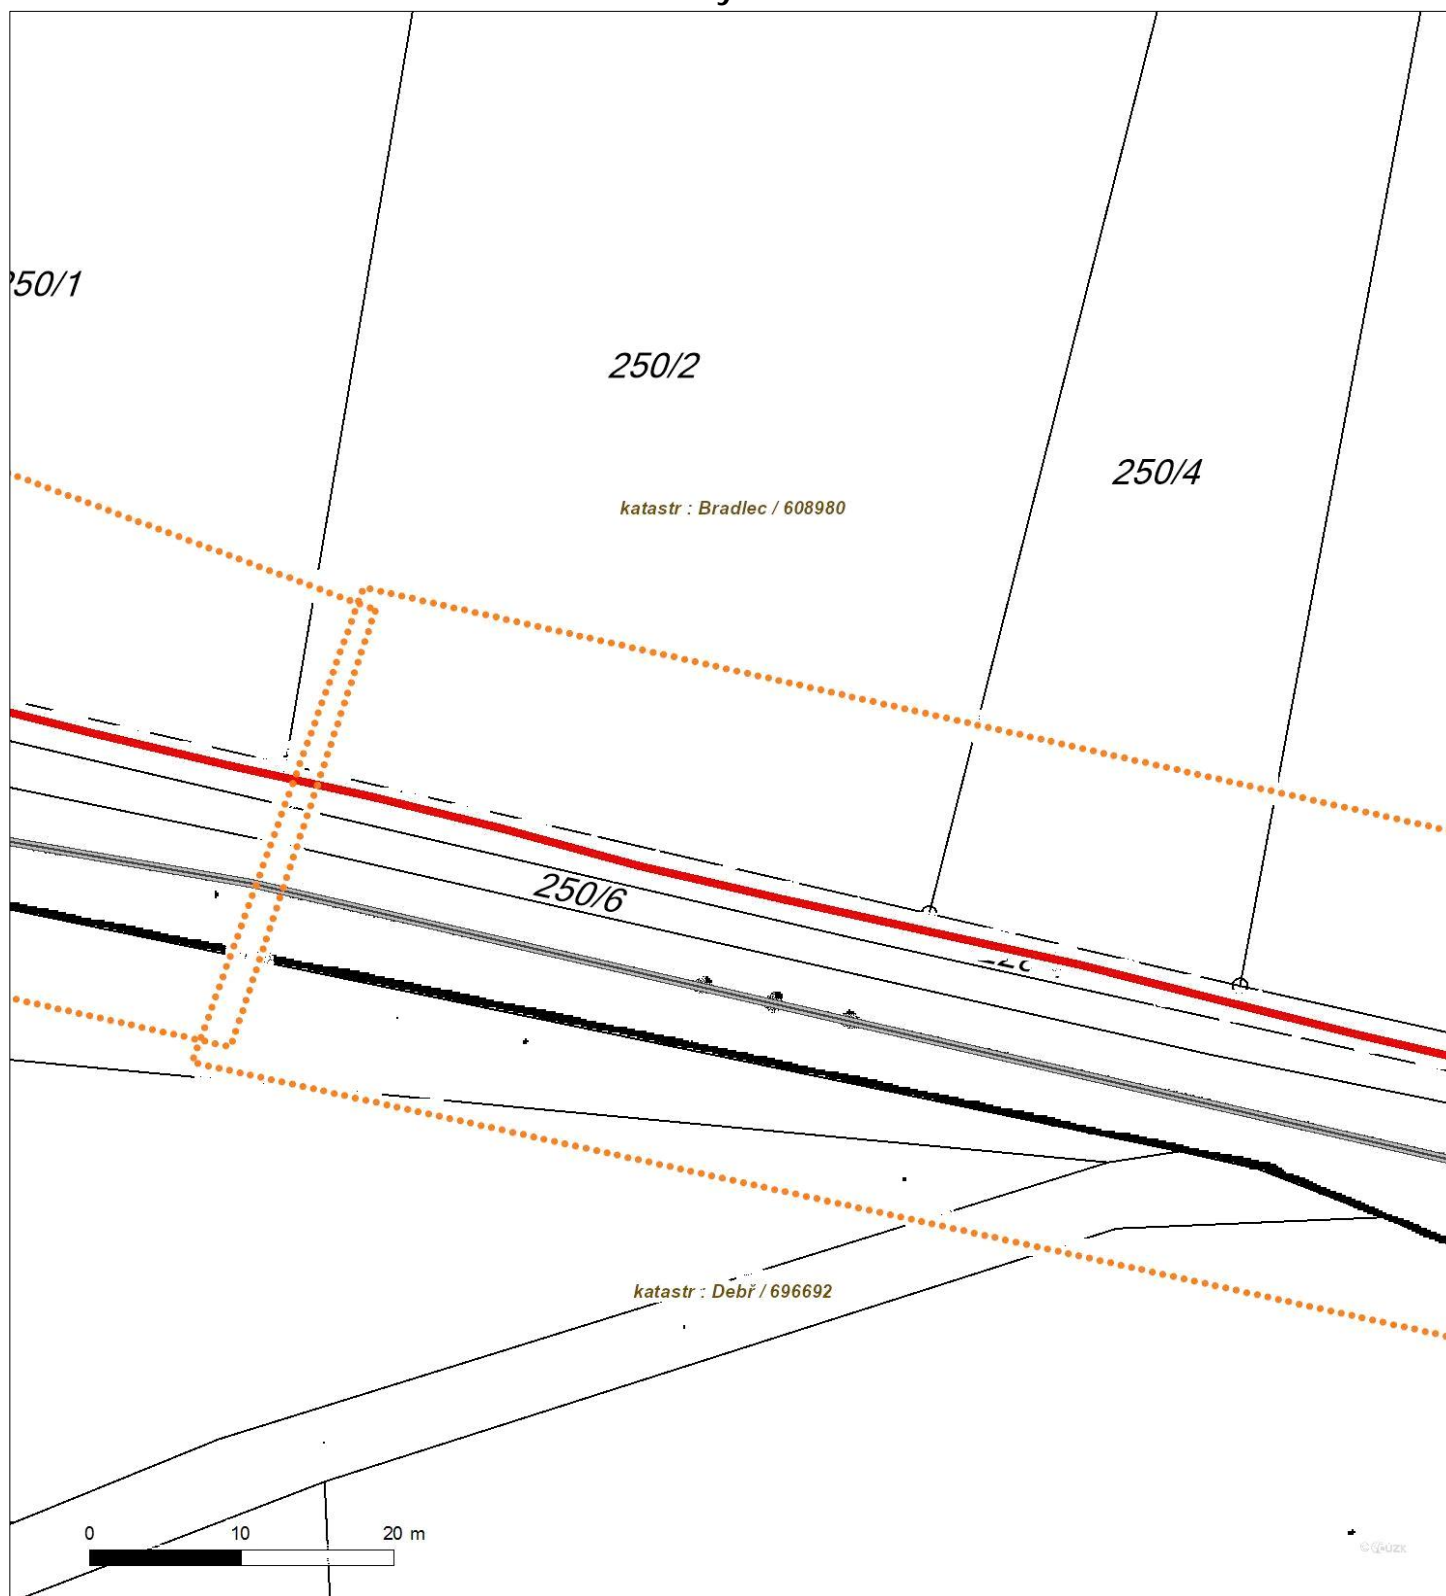 250/1
250/2
250/4
katastr : Bradlec / 608980
250/6
katastr : Debř / 696692
0 10 20 m